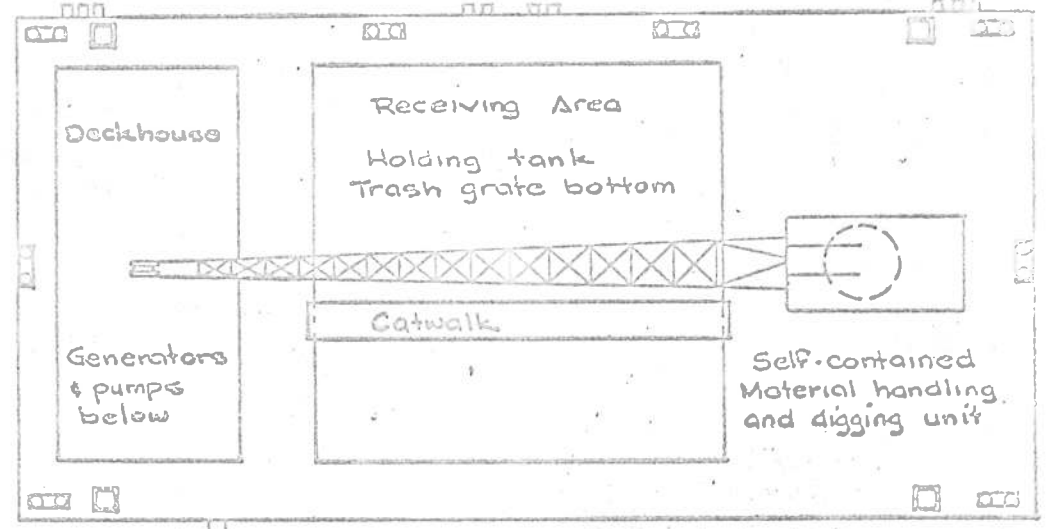 Deckhouse
Receiving Area
Holding tank
Trash grate bottom
Catwalk
Generators
& pumps
below
Self-contained
Material handling
and digging unit